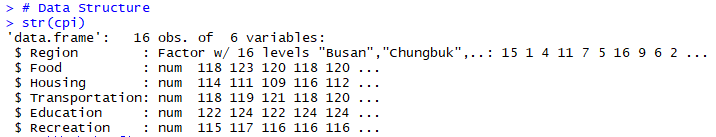 > # Data Structure
> str(cpi)
'data.frame':   16 obs. of  6 variables:
 $ Region        : Factor w/ 16 levels "Busan","Chungbuk",..: 15 1 4 11 7 5 16 9 6 2 ...
 $ Food          : num  118 123 120 118 120 ...
 $ Housing       : num  114 111 109 116 112 ...
 $ Transportation: num  118 119 121 118 120 ...
 $ Education     : num  122 124 122 124 124 ...
 $ Recreation    : num  115 117 116 116 116 ...